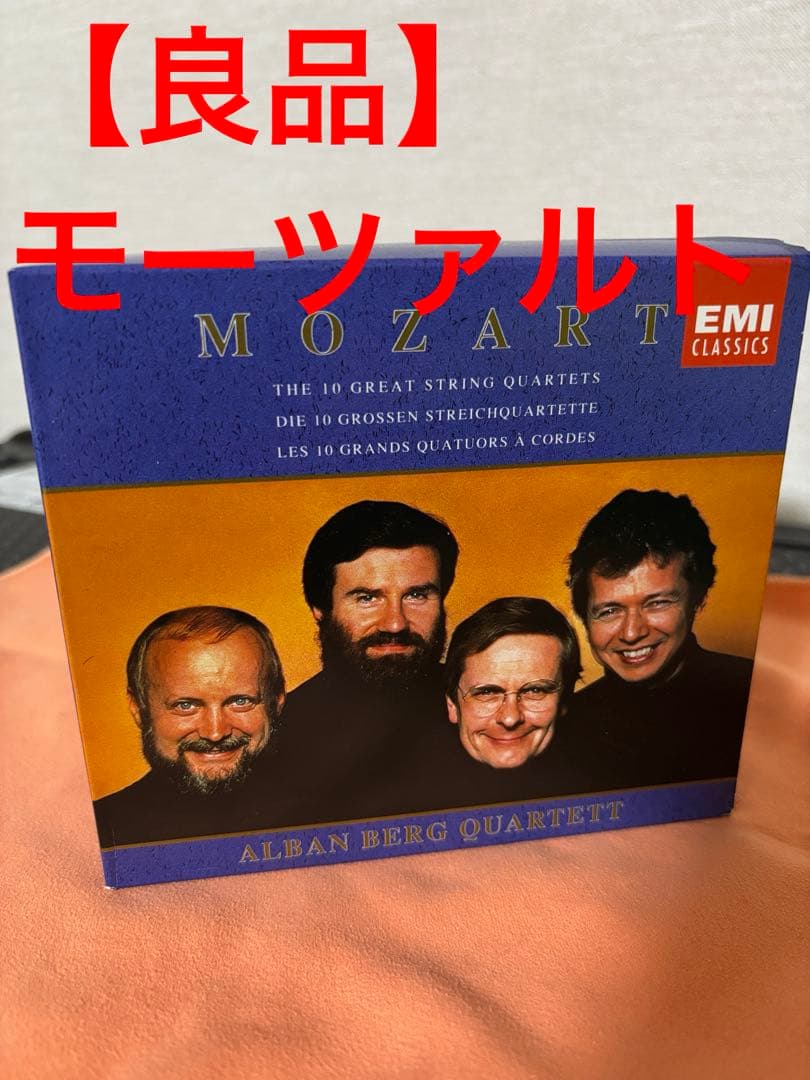 【良品】
モーツァルト
MOZART
EMI
CLASSICS
THE 10 GREAT STRING QUARTETS
DIE 10 GROSSEN STREICHQUARTETTE
LES 10 GRANDS QUATUORS À CORDES
ALBAN BERG QUARTETT